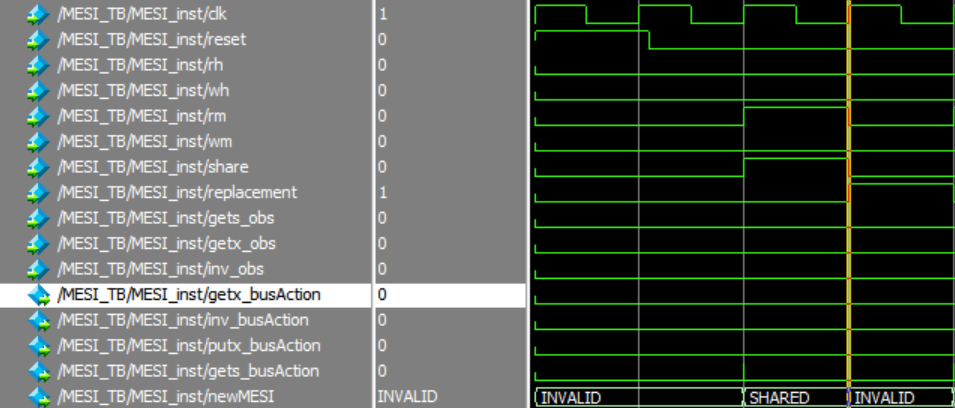 /MESI_TB/MESI_inst/clk 1
/MESI_TB/MESI_inst/reset 0
/MESI_TB/MESI_inst/rh 0
/MESI_TB/MESI_inst/wh 0
/MESI_TB/MESI_inst/rm 0
/MESI_TB/MESI_inst/wm 0
/MESI_TB/MESI_inst/share 0
/MESI_TB/MESI_inst/replacement 1
/MESI_TB/MESI_inst/gets_obs 0
/MESI_TB/MESI_inst/getx_obs 0
/MESI_TB/MESI_inst/inv_obs 0
/MESI_TB/MESI_inst/getx_busAction 0
/MESI_TB/MESI_inst/inv_busAction 0
/MESI_TB/MESI_inst/putx_busAction 0
/MESI_TB/MESI_inst/gets_busAction 0
/MESI_TB/MESI_inst/newMESI INVALID INVALID SHARED INVALID